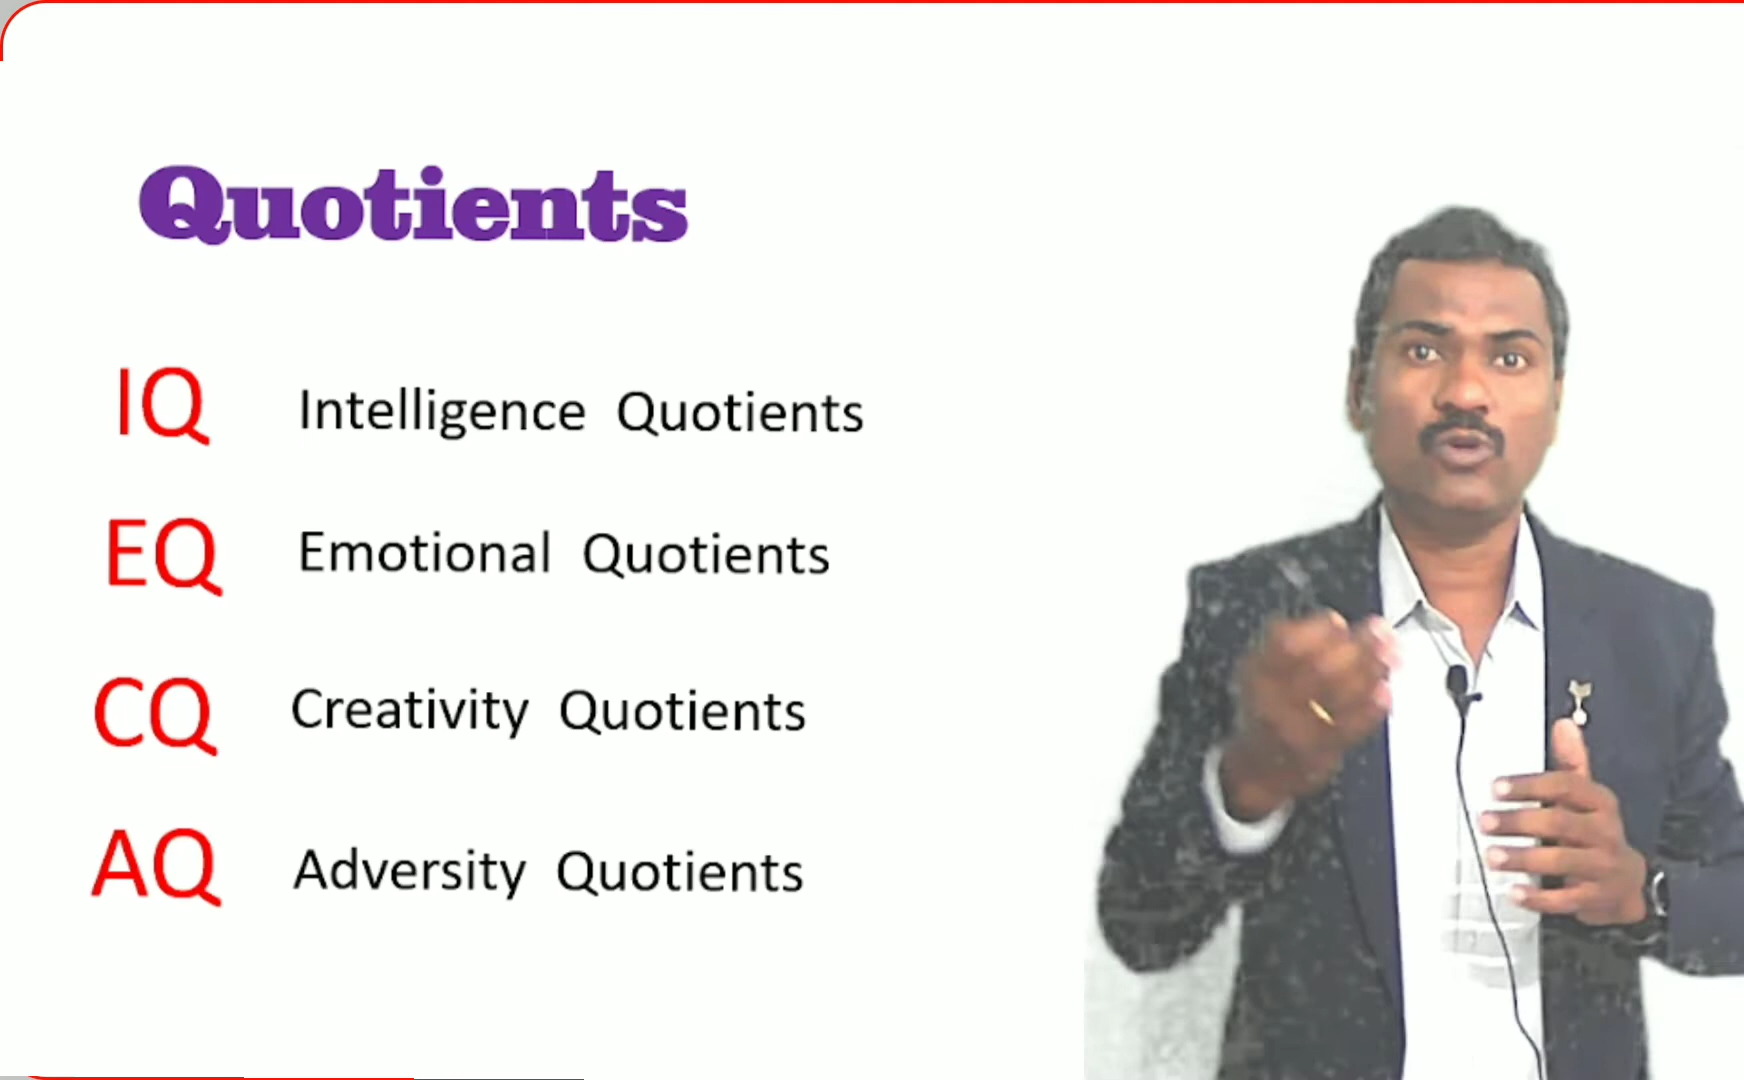 Quotients
IQ Intelligence Quotients
EQ Emotional Quotients
CQ Creativity Quotients
AQ Adversity Quotients